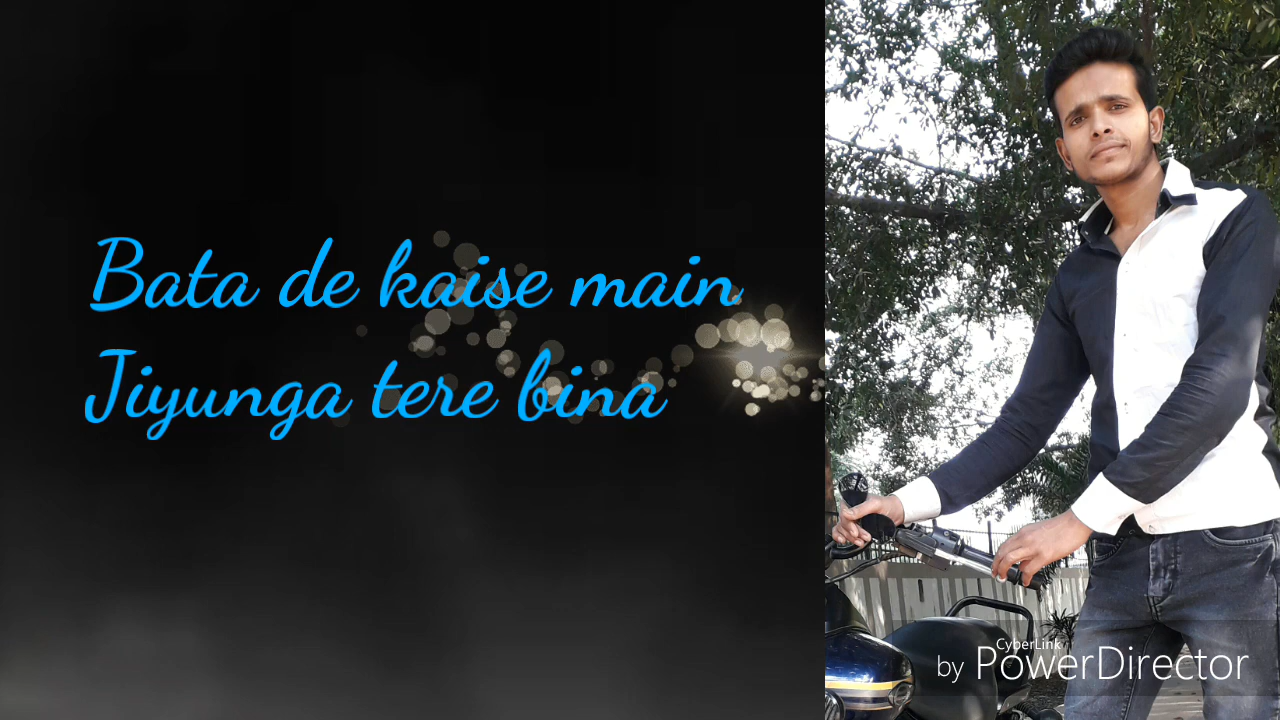 Bata de kaise main
Jiyunga tere bina
CyberLink
by PowerDirector